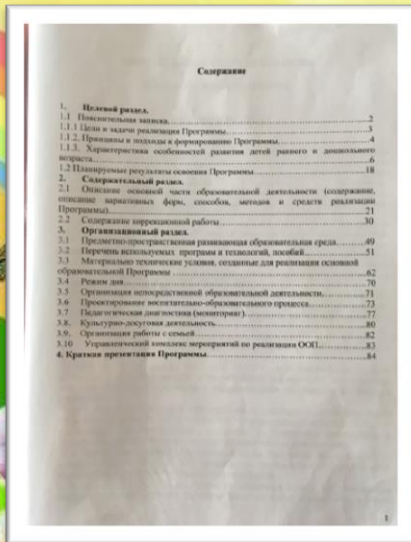 Содержание
1. Целевой раздел.
1.1 Пояснительная записка.....................2
1.1.1 Цели и задачи реализации Программы.....................3
1.1.2. Принципы и подходы к формированию Программы.....................4
1.1.3. Характеристика особенностей развития детей раннего и дошкольного
возраста.....................6
1.2 Планируемые результаты освоения Программы.....................18
2. Содержательный раздел.
2.1 Описание основной части образовательной деятельности (содержание,
описание вариативных форм, способов, методов и средств реализации
Программы).....................21
2.2 Содержание коррекционной работы.....................30
3. Организационный раздел.
3.1 Предметно-пространственная развивающая образовательная среда.....49
3.2 Перечень используемых программ и технологий, пособий.....................51
3.3 Материально технические условия, созданные для реализации основной
образовательной Программы.....................62
3.4 Режим дня.....................70
3.5 Организация непосредственной образовательной деятельности.....................71
3.6 Проектирование воспитательно-образовательного процесса.....................73
3.7 Педагогическая диагностика (мониторинг).....................77
3.8. Культурно-досуговая деятельность.....................80
3.9. Организация работы с семьей.....................82
3.10 Управленческий комплекс мероприятий по реализации ООП.....................83
4. Краткая презентация Программы.....................84
1